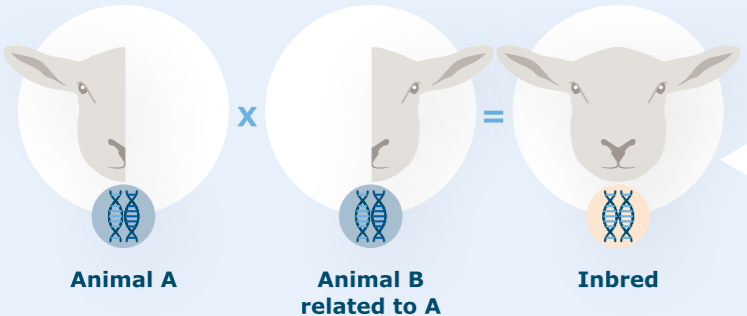 x
=
Animal A
Animal B
related to A
Inbred